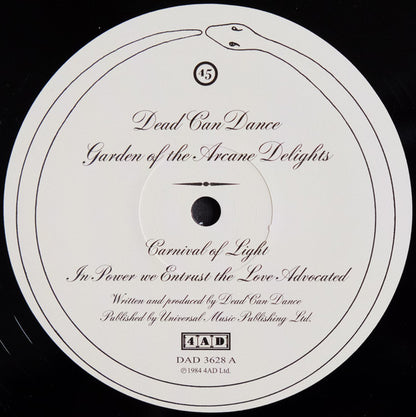 45
Dead Can Dance
Garden of the Arcane Delights
Carnival of Light
In Power we Entrust the Love Advocated
Written and produced by Dead Can Dance
Published by Universal Music Publishing Ltd.
4AD
DAD 3628 A
℗1984 4AD Ltd.